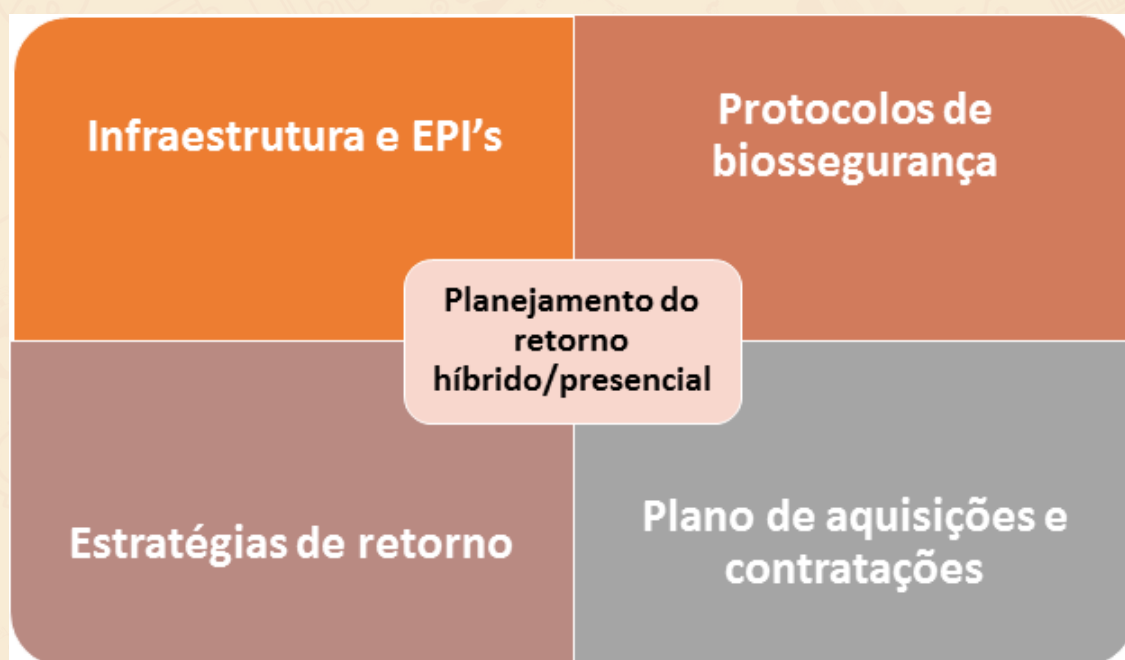 Infraestrutura e EPI's
Protocolos de
biossegurança
Planejamento do
retorno
híbrido/presencial
Estratégias de retorno
Plano de aquisições e
contratações